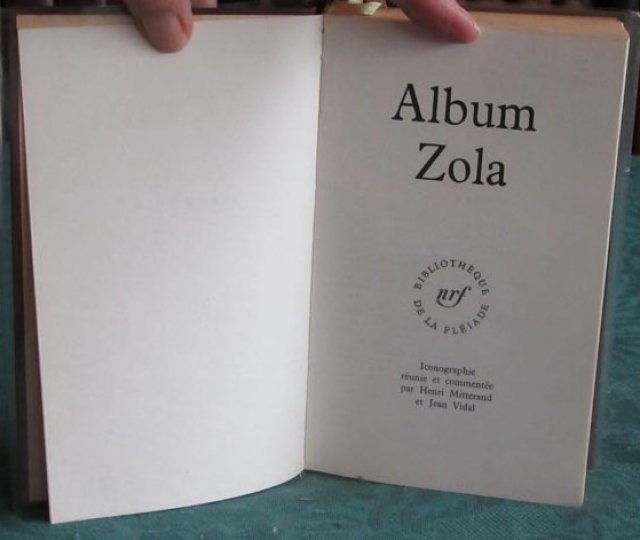 Album
Zola
BIBLIOTHÈQUE
DE LA PLÉIADE
nrf
Iconographie
réunie et commentée
par Henri Mitterand
et Jean Vidal